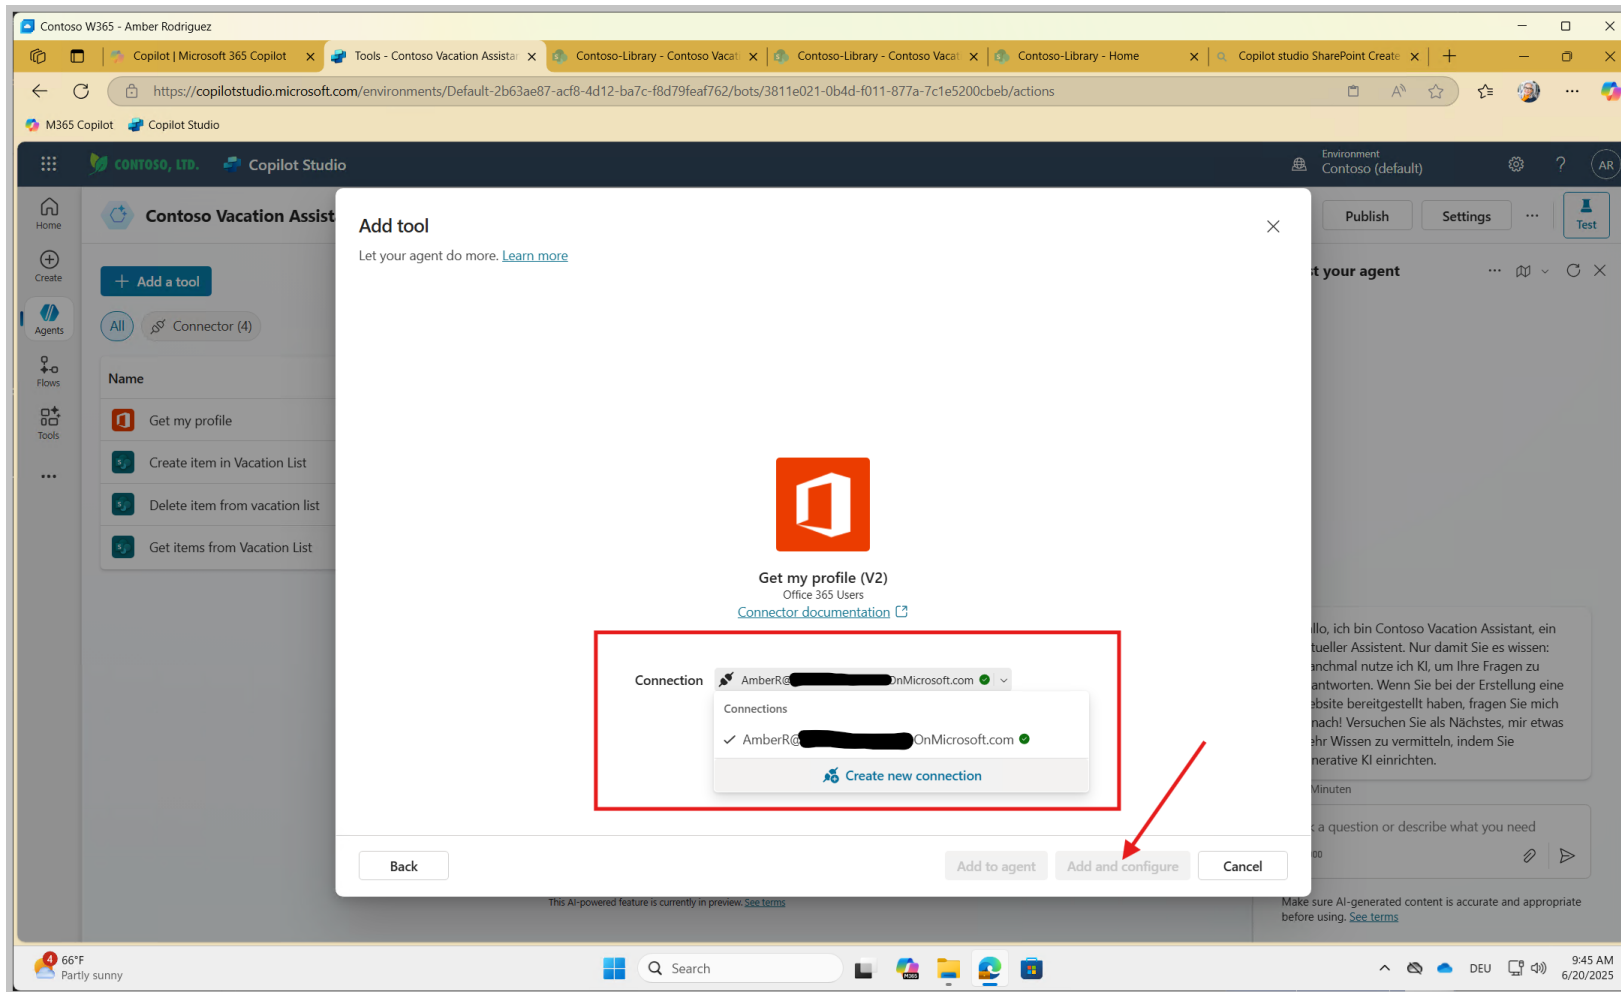 Contoso W365 - Amber Rodriguez
Copilot | Microsoft 365 Copilot
Tools - Contoso Vacation Assistan
Contoso-Library - Contoso Vacati
Contoso-Library - Contoso Vacati
Contoso-Library - Home
Copilot studio SharePoint Create
https://copilotstudio.microsoft.com/environments/Default-2b63ae87-acf8-4d12-ba7c-f8d79feaf762/bots/3811e021-0b4d-f011-877a-7c1e5200cbeb/actions
M365 Copilot
Copilot Studio
CONTOSO, LTD.
Copilot Studio
Environment
Contoso (default)
AR
Home
Create
Agents
Flows
Tools
Contoso Vacation Assist
Publish
Settings
Test
Add a tool
All
Connector (4)
Name
Get my profile
Create item in Vacation List
Delete item from vacation list
Get items from Vacation List
Add tool
Let your agent do more. Learn more
Get my profile (V2)
Office 365 Users
Connector documentation
Connection
AmberR@ OnMicrosoft.com
Connections
AmberR@ OnMicrosoft.com
Create new connection
Back
Add to agent
Add and configure
Cancel
This AI-powered feature is currently in preview. See terms
st your agent
llo, ich bin Contoso Vacation Assistant, ein
tueller Assistent. Nur damit Sie es wissen:
anchmal nutze ich KI, um Ihre Fragen zu
antworten. Wenn Sie bei der Erstellung eine
ebsite bereitgestellt haben, fragen Sie mich
nach! Versuchen Sie als Nächstes, mir etwas
ehr Wissen zu vermitteln, indem Sie
nerative KI einrichten.
Minuten
a question or describe what you need
00
Make sure AI-generated content is accurate and appropriate
before using. See terms
4
66°F
Partly sunny
Search
M365
DEU
9:45 AM
6/20/2025